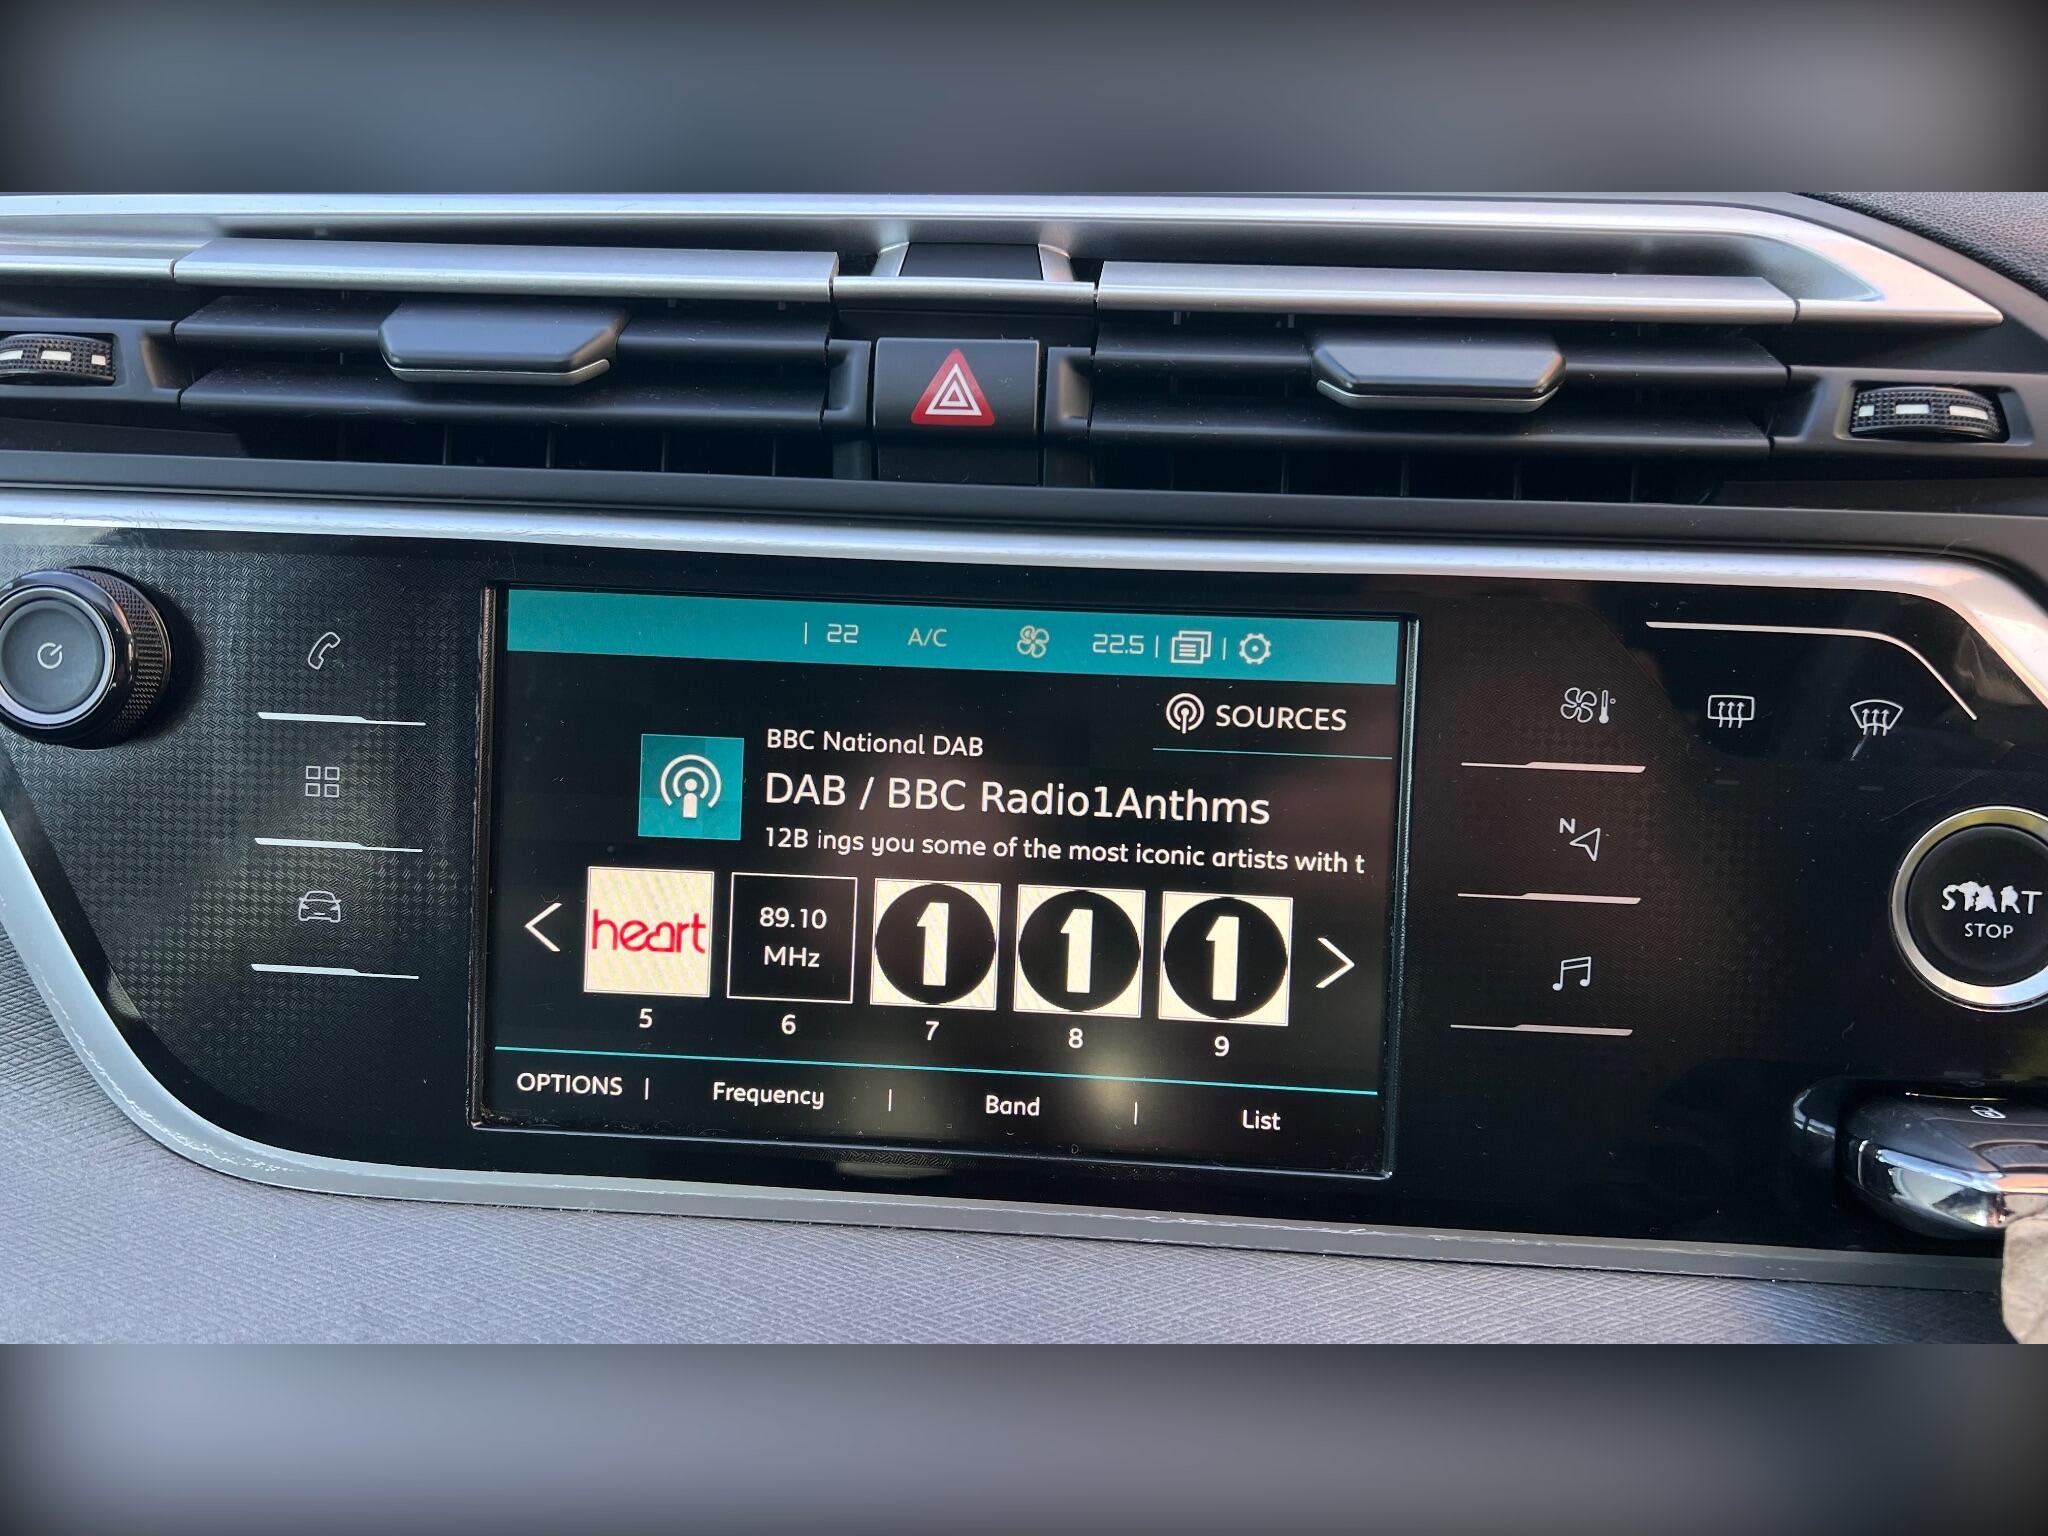 22 A/C 22.5
SOURCES
BBC National DAB
DAB / BBC Radio1Anthms
12B ings you some of the most iconic artists with t
heart
89.10
MHz
1 1 1
5 6 7 8 9
OPTIONS Frequency Band List
N
START
STOP